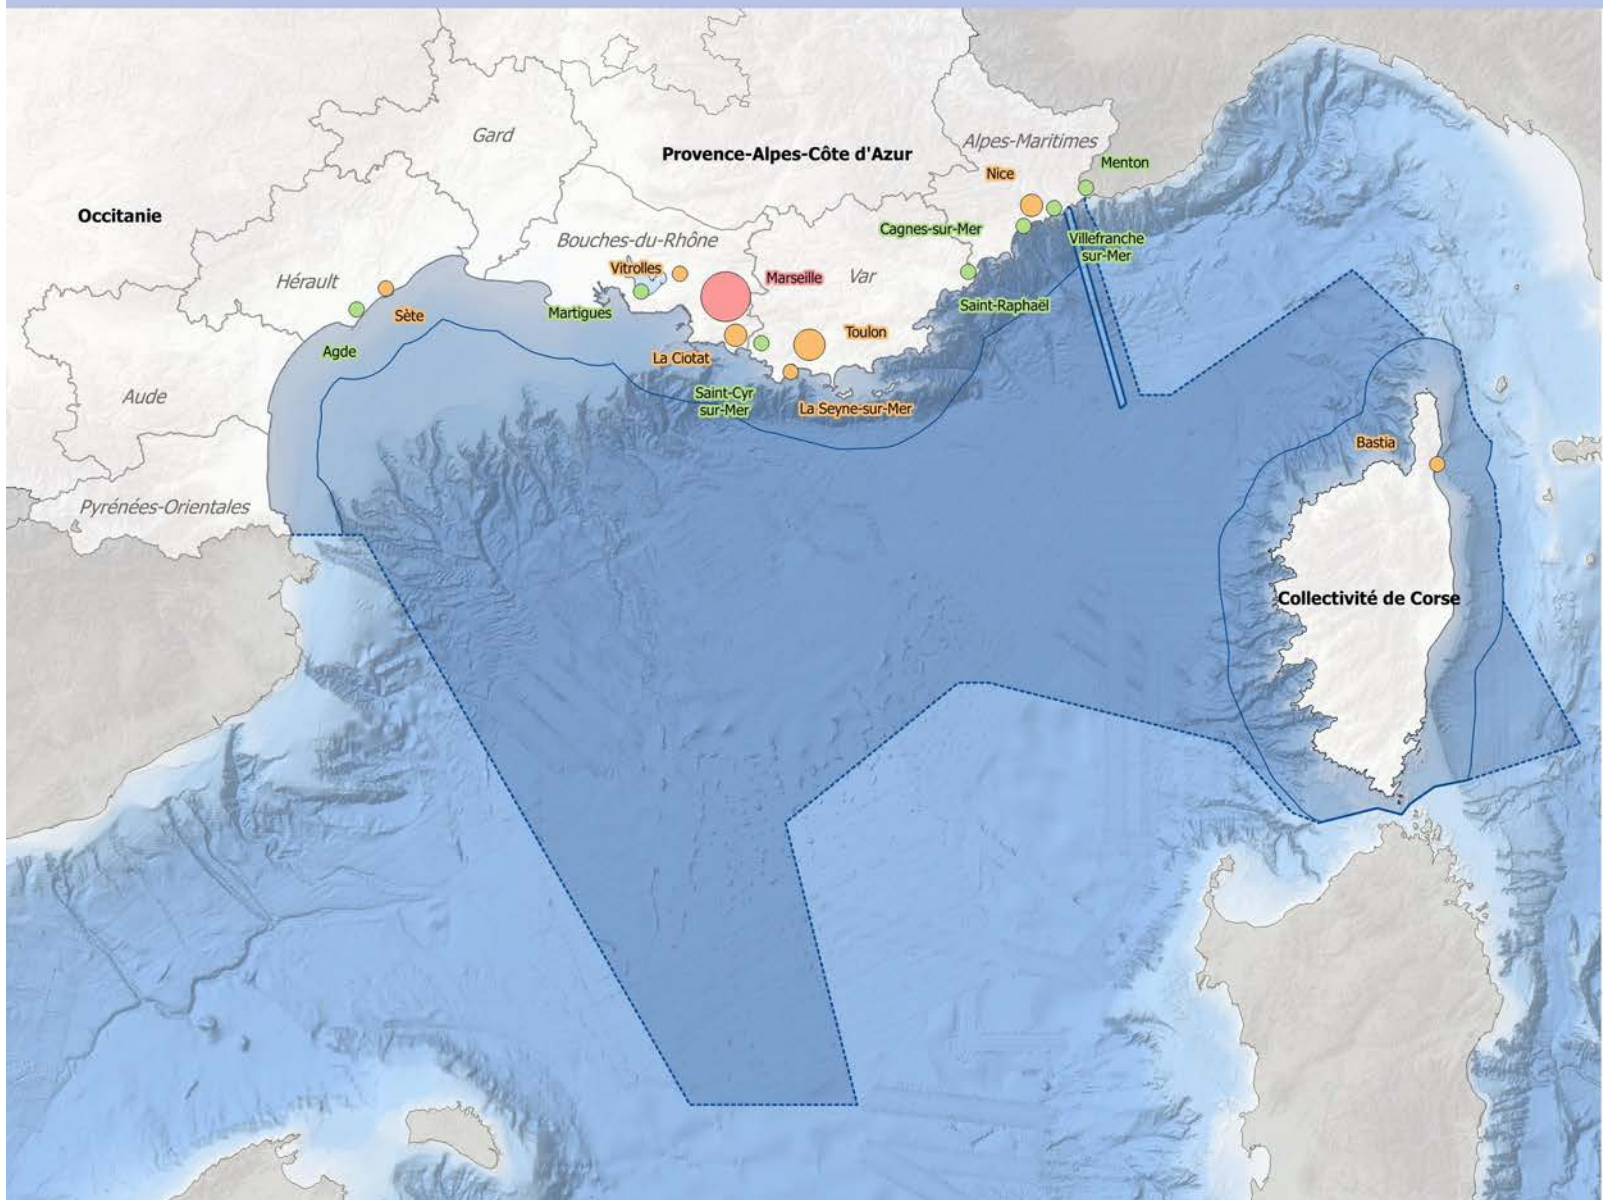 Gard
Provence-Alpes-Côte d'Azur
Alpes-Maritimes
Menton
Nice
Occitanie
Cagnes-sur-Mer
Bouches-du-Rhône
Villefranche
sur-Mer
Vitrolles
Marseille
Var
Hérault
Saint-Raphaël
Martigues
Sète
Toulon
Agde
La Ciotat
Aude
Saint-Cyr
sur-Mer
La Seyne-sur-Mer
Bastia
Pyrénées-Orientales
Collectivité de Corse